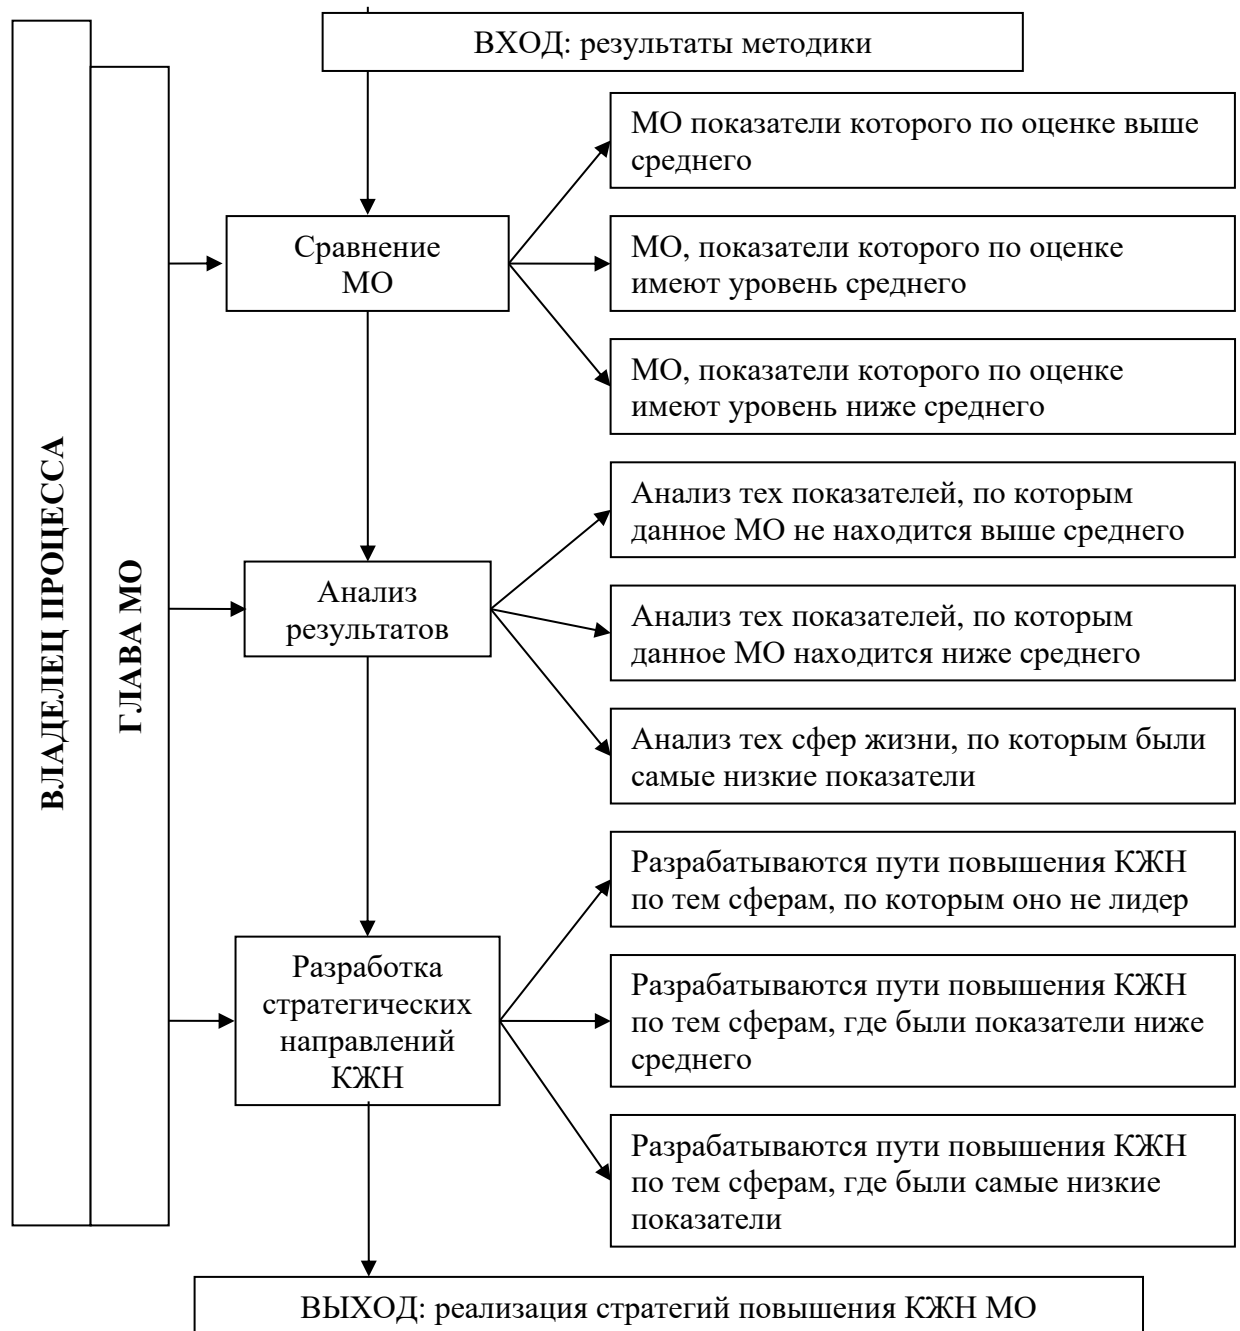 ВХОД: результаты методики
ВЛАДЕЛЕЦ ПРОЦЕССА
ГЛАВА МО
Сравнение
МО
МО показатели которого по оценке выше
среднего
МО, показатели которого по оценке
имеют уровень среднего
МО, показатели которого по оценке
имеют уровень ниже среднего
Анализ
результатов
Анализ тех показателей, по которым
данное МО не находится выше среднего
Анализ тех показателей, по которым
данное МО находится ниже среднего
Анализ тех сфер жизни, по которым были
самые низкие показатели
Разработка
стратегических
направлений
КЖН
Разрабатываются пути повышения КЖН
по тем сферам, по которым оно не лидер
Разрабатываются пути повышения КЖН
по тем сферам, где были показатели ниже
среднего
Разрабатываются пути повышения КЖН
по тем сферам, где были самые низкие
показатели
ВЫХОД: реализация стратегий повышения КЖН МО